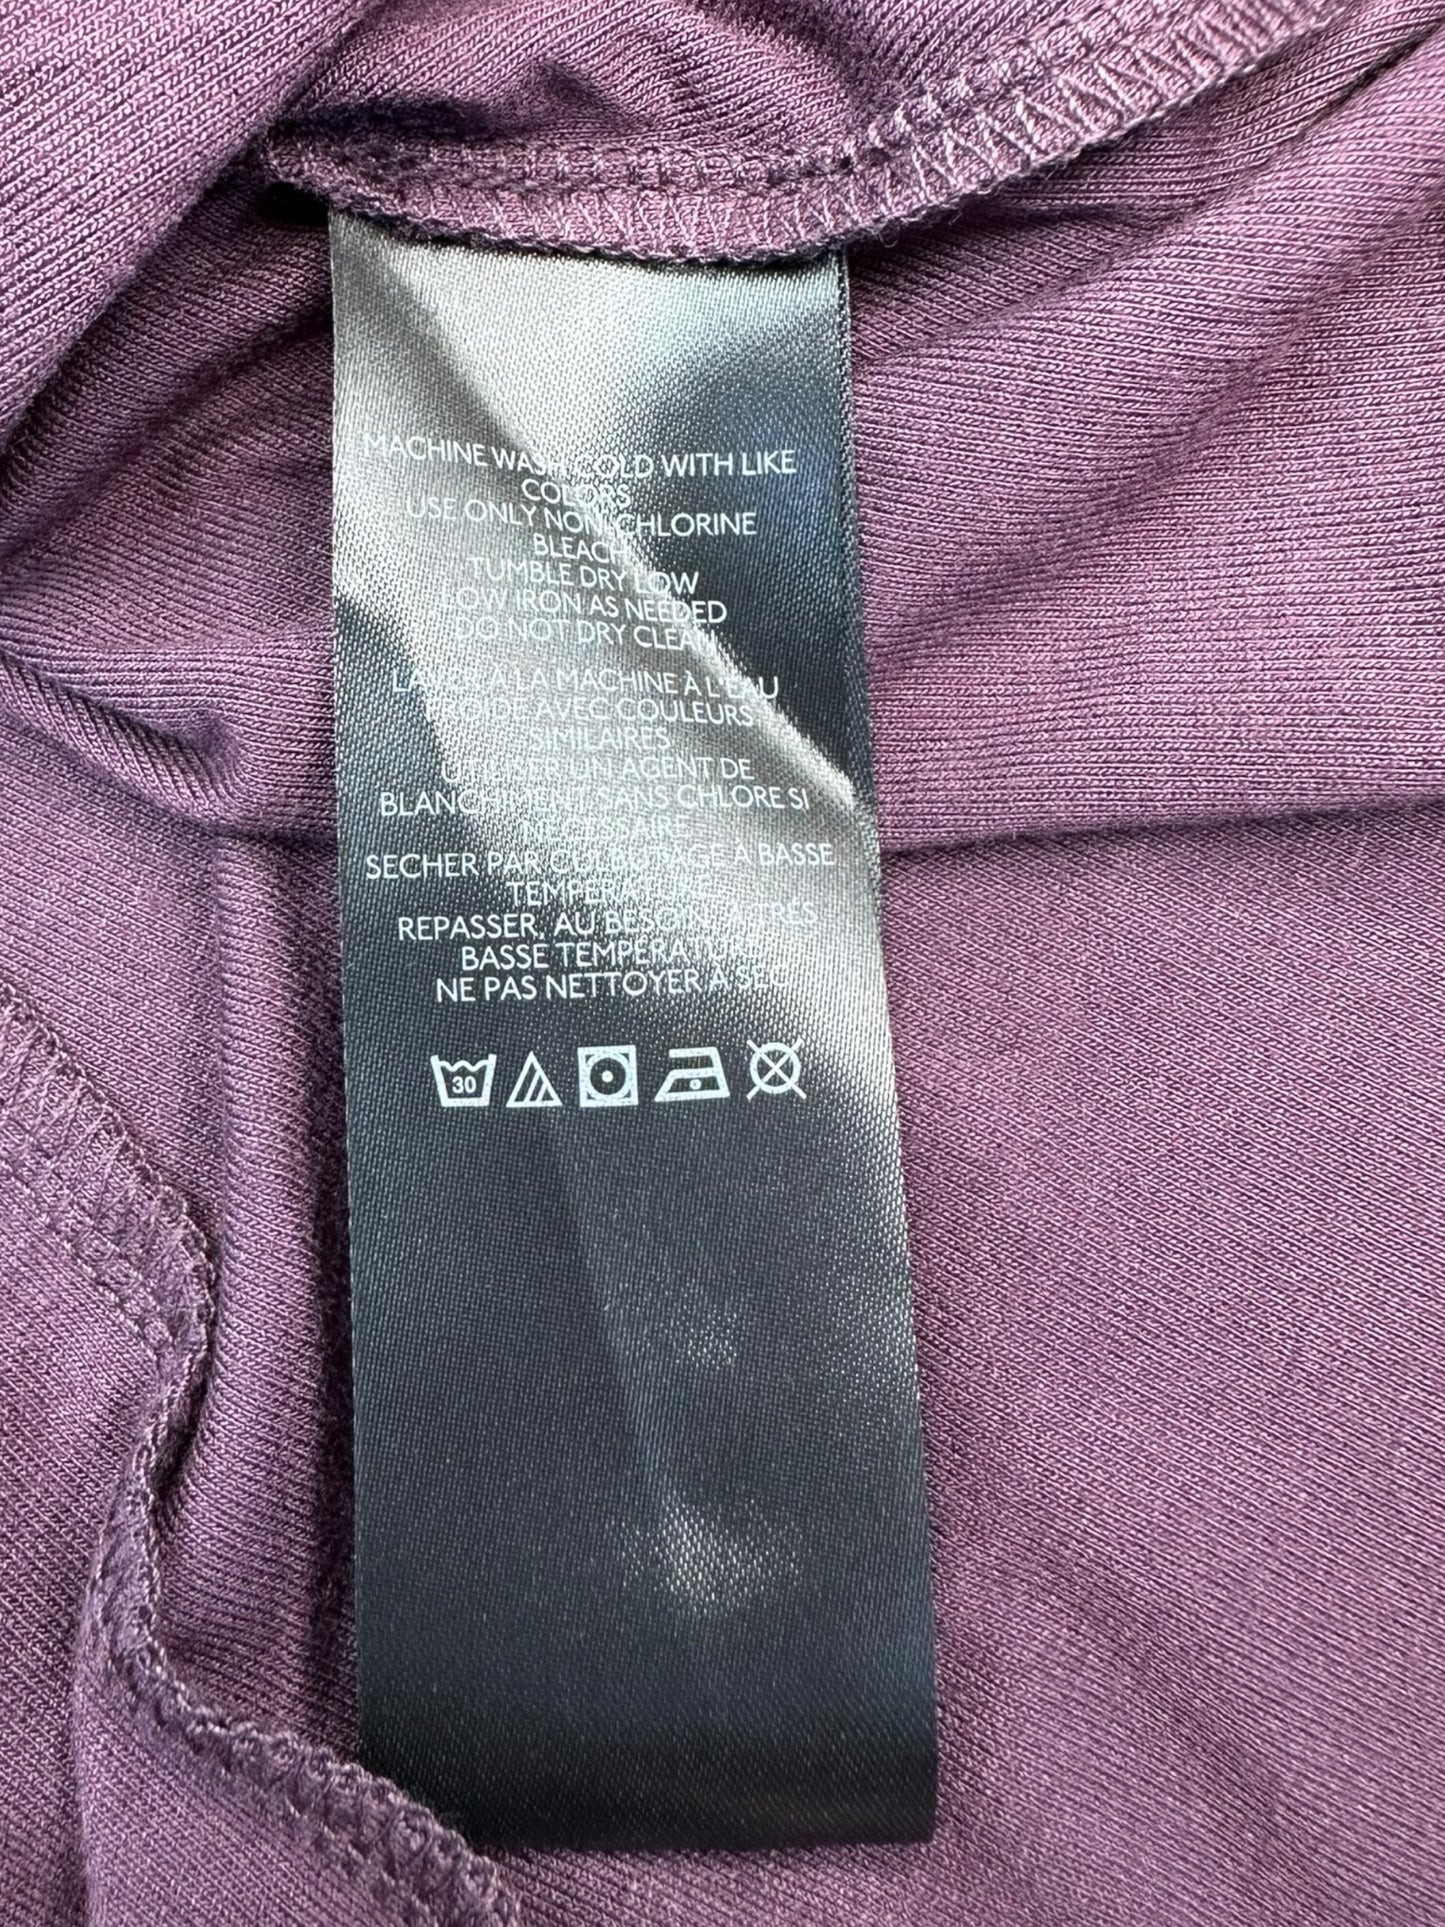 MACHINE WASH COLD WITH LIKE
COLORS
USE ONLY NON-CHLORINE
BLEACH
TUMBLE DRY LOW
LOW IRON AS NEEDED
DO NOT DRY CLEAN
LAVER À LA MACHINE À L'EAU
FROIDE AVEC COULEURS
SIMILAIRES
UTILISER UN AGENT DE
BLANCHIMENT SANS CHLORE SI
NÉCESSAIRE
SECHER PAR CULBUTAGE À BASSE
TEMPERATURE
REPASSER, AU BESOIN, À TRÈS
BASSE TEMPÉRATURE
NE PAS NETTOYER À SEC
30